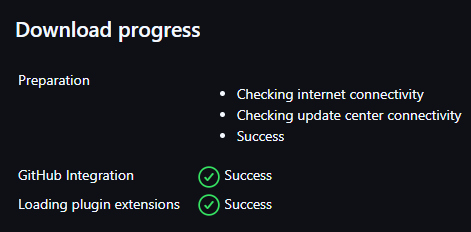 Download progress
Preparation
Checking internet connectivity
Checking update center connectivity
Success
GitHub Integration Success
Loading plugin extensions Success